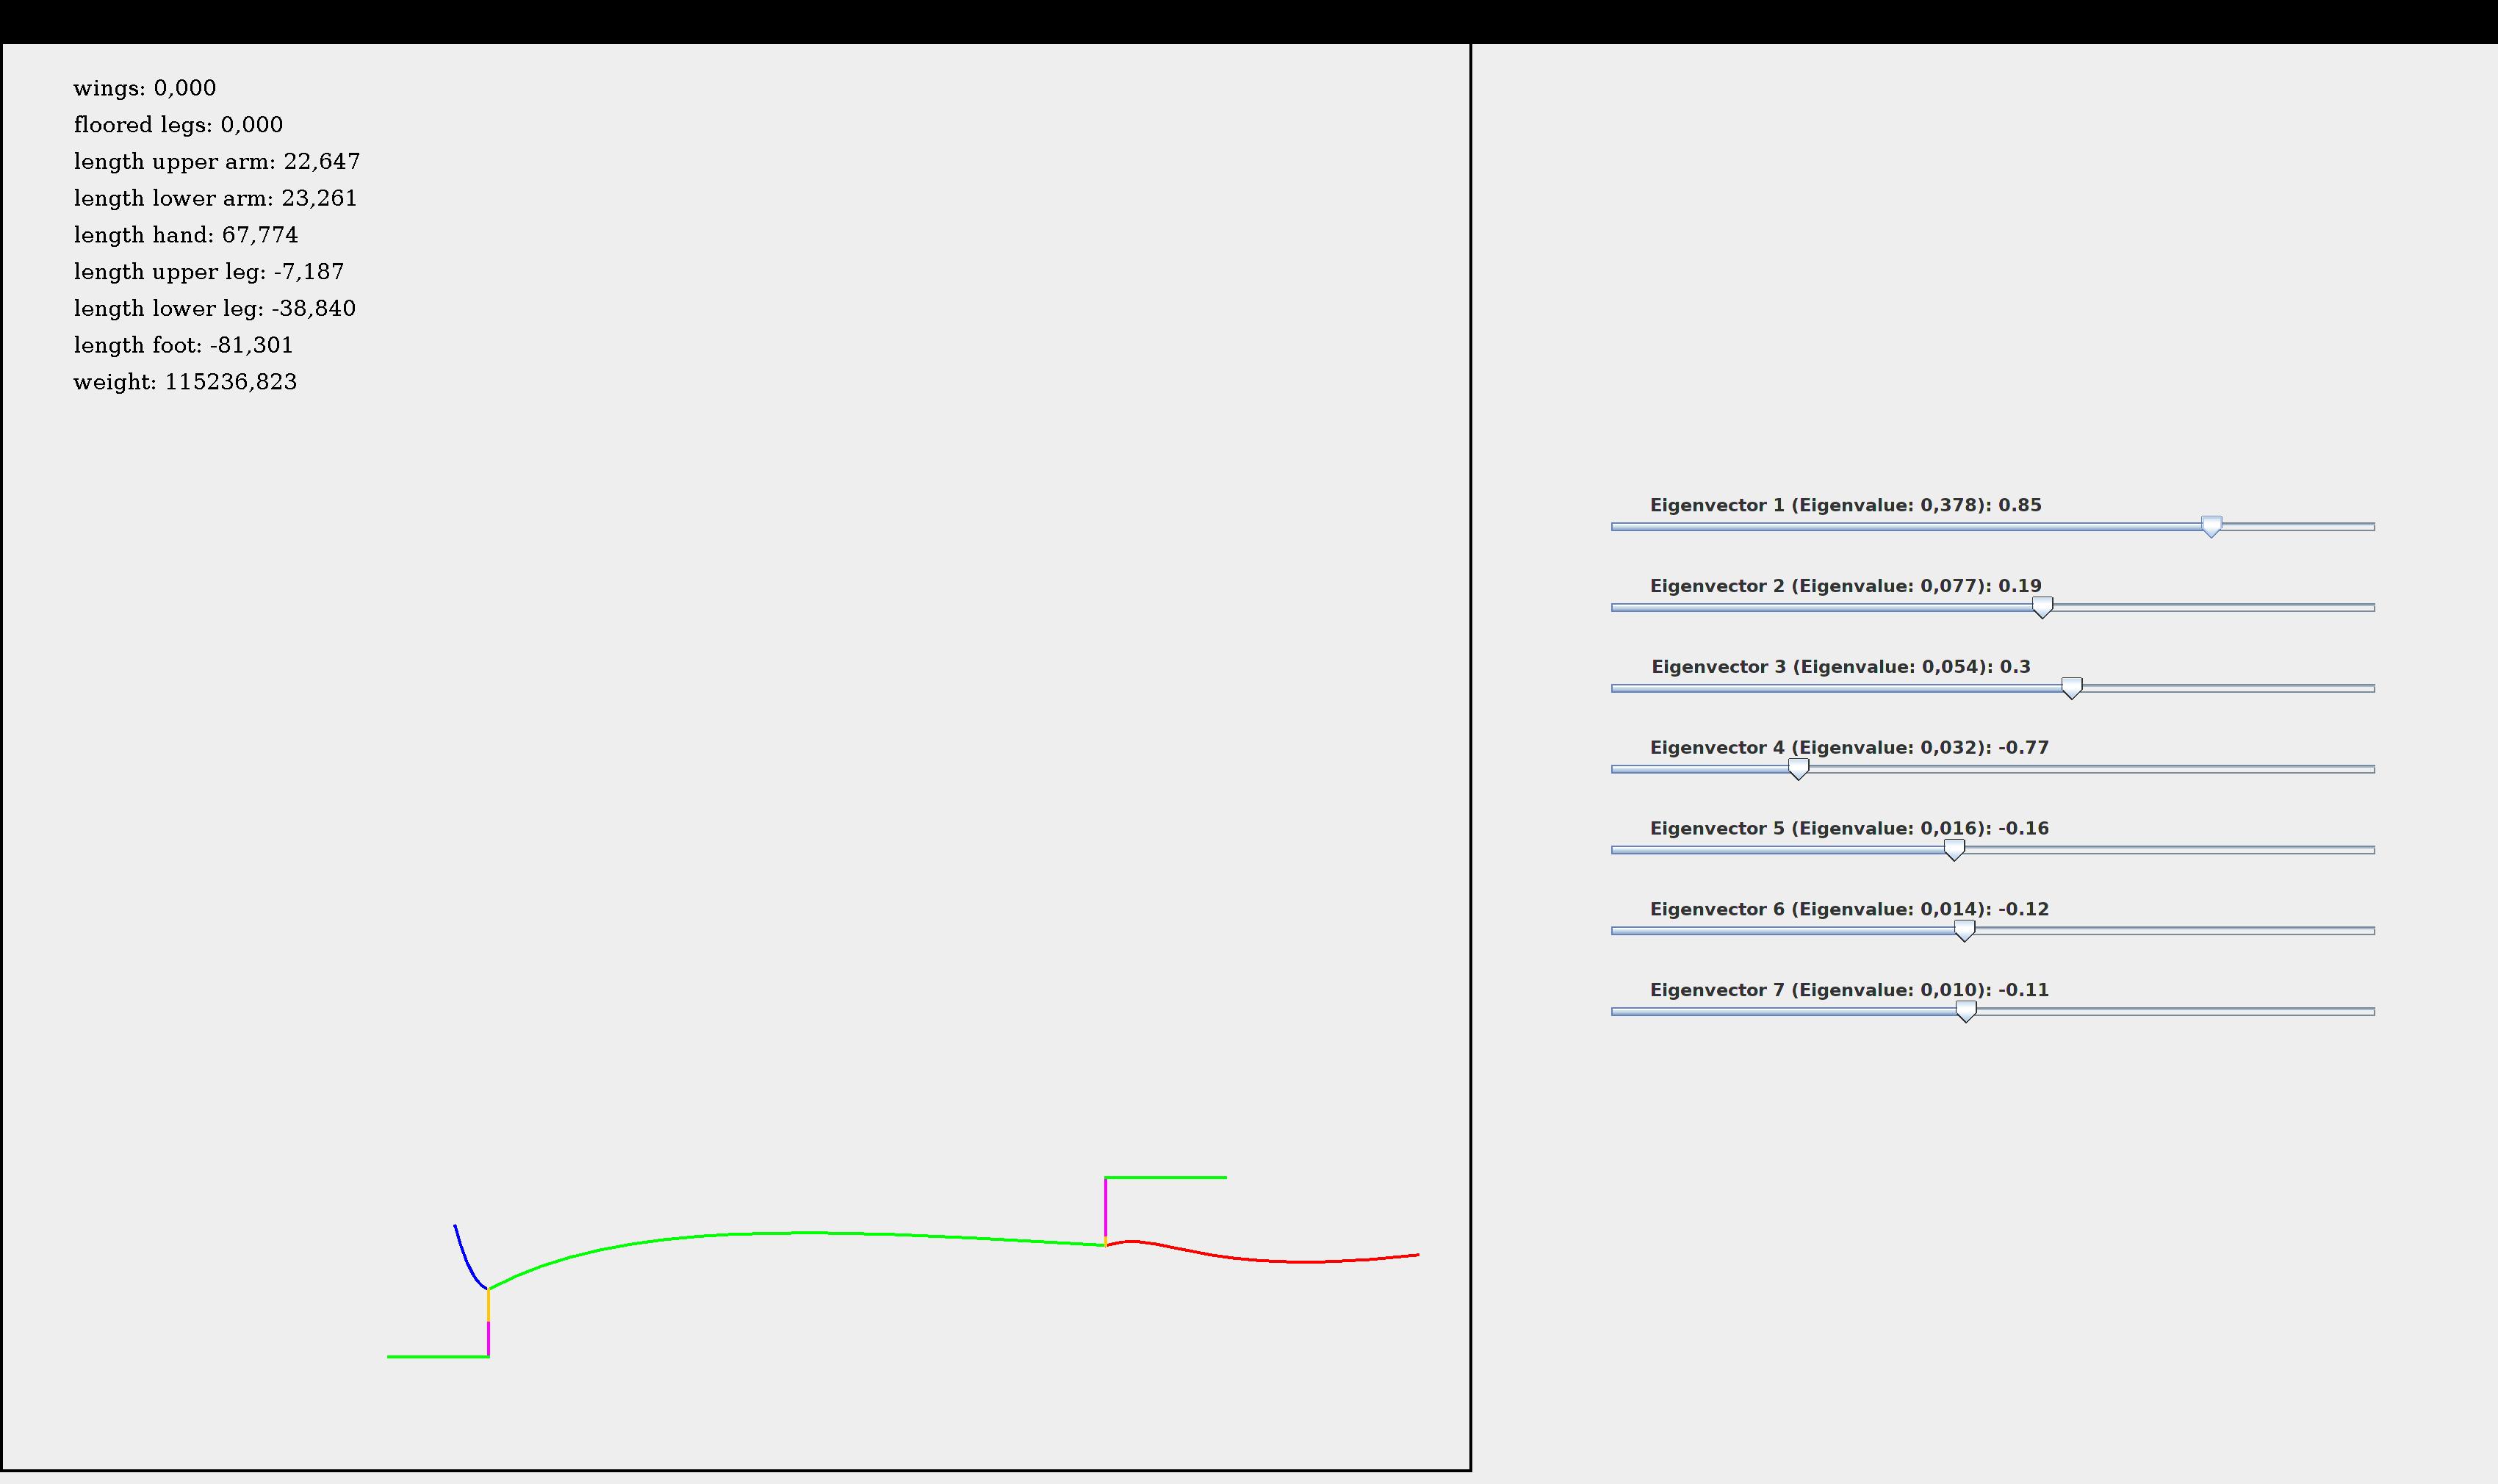 wings: 0,000
floored legs: 0,000
length upper arm: 22,647
length lower arm: 23,261
length hand: 67,774
length upper leg: -7,187
length lower leg: -38,840
length foot: -81,301
weight: 115236,823
Eigenvector 1 (Eigenvalue: 0,378): 0.85
Eigenvector 2 (Eigenvalue: 0,077): 0.19
Eigenvector 3 (Eigenvalue: 0,054): 0.3
Eigenvector 4 (Eigenvalue: 0,032): -0.77
Eigenvector 5 (Eigenvalue: 0,016): -0.16
Eigenvector 6 (Eigenvalue: 0,014): -0.12
Eigenvector 7 (Eigenvalue: 0,010): -0.11